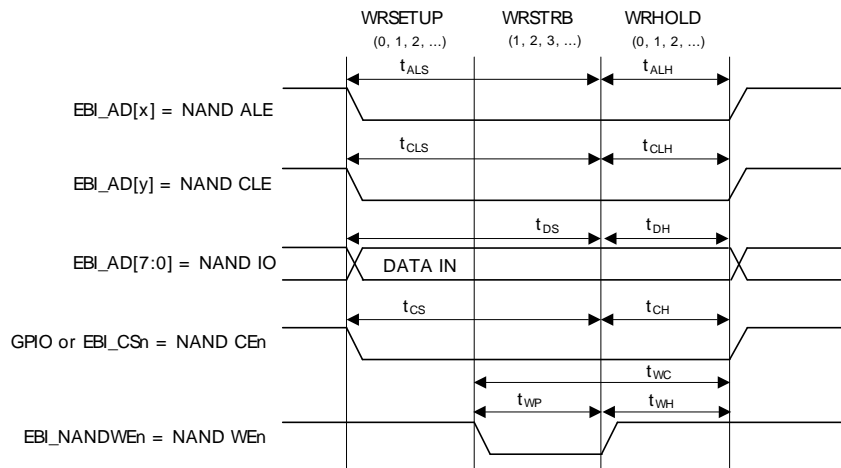 WRSETUP WRSTRB WRHOLD
(0, 1, 2, ...) (1, 2, 3, ...) (0, 1, 2, ...)
tALS tALH
EBI_AD[x] = NAND ALE
tCLS tCLH
EBI_AD[y] = NAND CLE
tDS tDH
EBI_AD[7:0] = NAND IO DATA IN
tCS tCH
GPIO or EBI_CSn = NAND CEn
tWC
tWP tWH
EBI_NANDWEn = NAND WEn